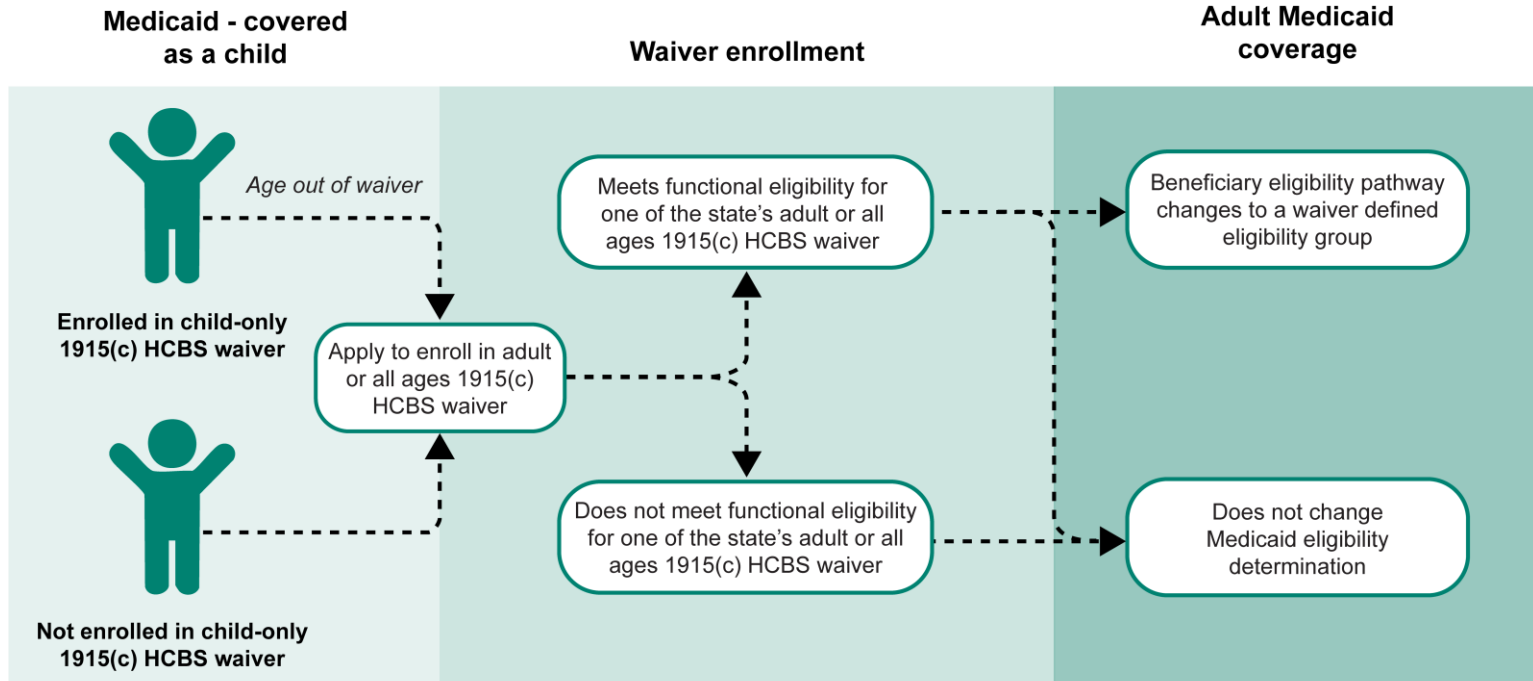 Medicaid - covered
as a child
Waiver enrollment
Adult Medicaid
coverage
Age out of waiver
Enrolled in child-only
1915(c) HCBS waiver
Apply to enroll in adult
or all ages 1915(c)
HCBS waiver
Not enrolled in child-only
1915(c) HCBS waiver
Meets functional eligibility for
one of the state’s adult or all
ages 1915(c) HCBS waiver
Does not meet functional eligibility
for one of the state’s adult or all
ages 1915(c) HCBS waiver
Beneficiary eligibility pathway
changes to a waiver defined
eligibility group
Does not change
Medicaid eligibility
determination